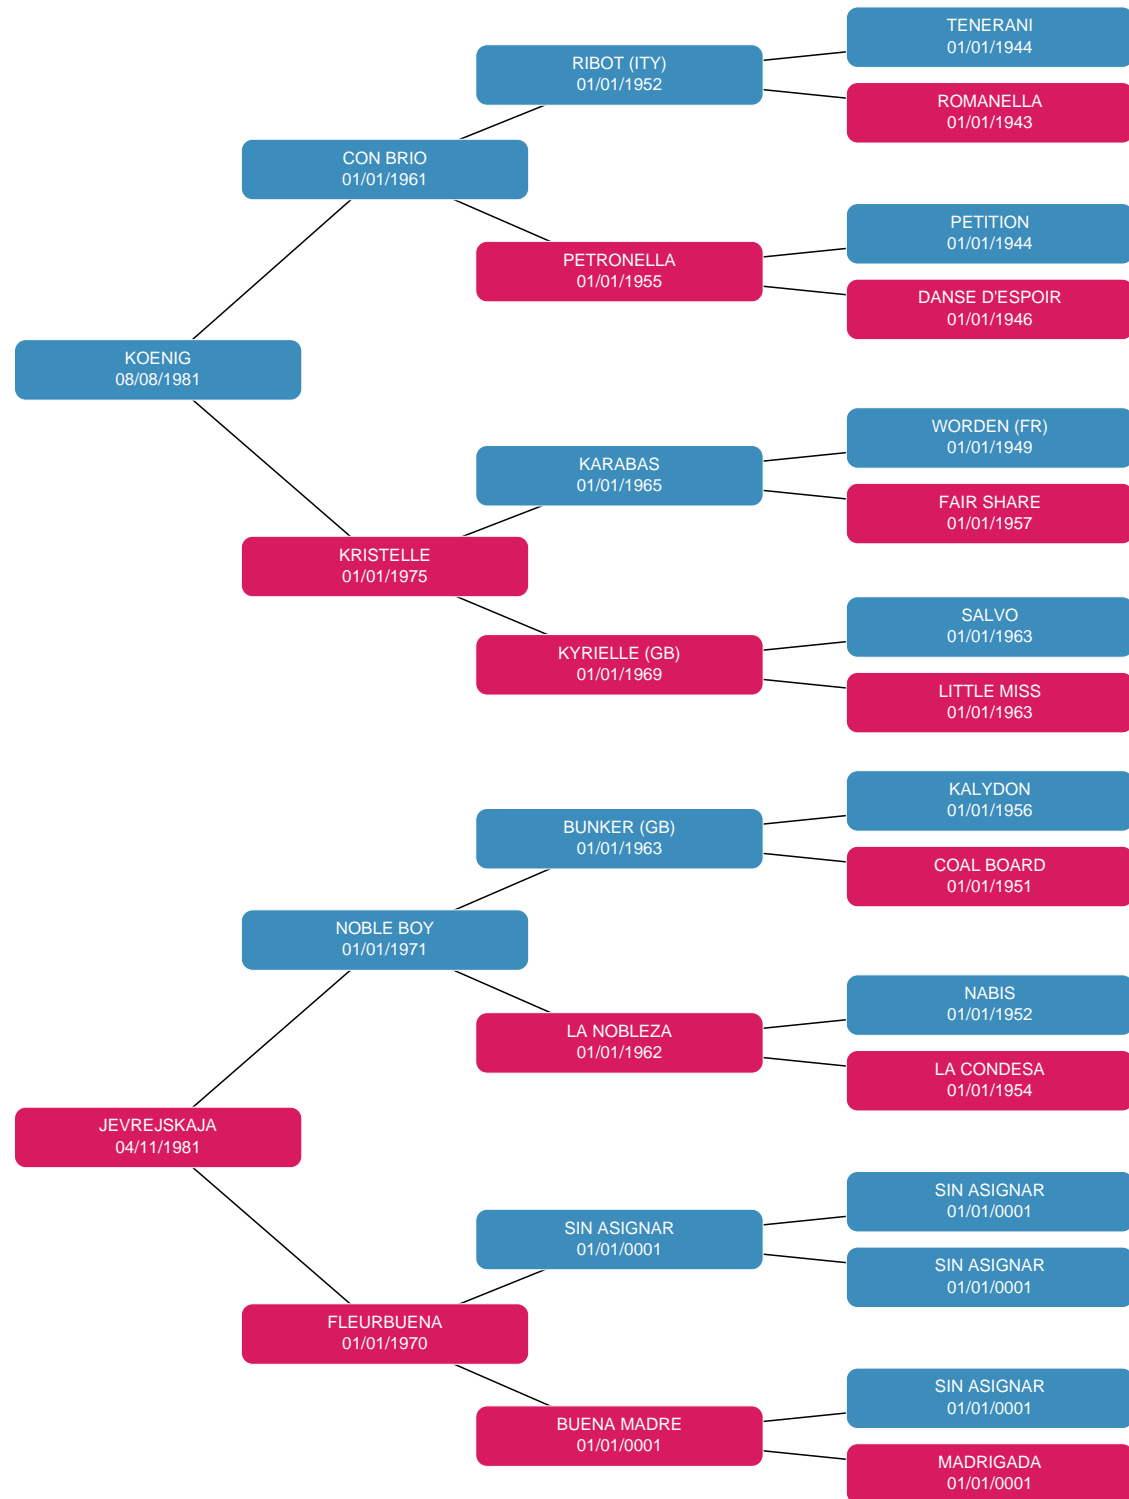 TENERANI
01/01/1944
RIBOT (ITY)
01/01/1952
ROMANELLA
01/01/1943
CON BRIO
01/01/1961
PETITION
01/01/1944
PETRONELLA
01/01/1955
DANSE D'ESPOIR
01/01/1946
KOENIG
08/08/1981
WORDEN (FR)
01/01/1949
KARABAS
01/01/1965
FAIR SHARE
01/01/1957
KRISTELLE
01/01/1975
SALVO
01/01/1963
KYRIELLE (GB)
01/01/1969
LITTLE MISS
01/01/1963
KALYDON
01/01/1956
BUNKER (GB)
01/01/1963
COAL BOARD
01/01/1951
NOBLE BOY
01/01/1971
NABIS
01/01/1952
LA NOBLEZA
01/01/1962
LA CONDESA
01/01/1954
JEVREJSKAJA
04/11/1981
SIN ASIGNAR
01/01/0001
SIN ASIGNAR
01/01/0001
SIN ASIGNAR
01/01/0001
FLEURBUENA
01/01/1970
SIN ASIGNAR
01/01/0001
BUENA MADRE
01/01/0001
MADRIGADA
01/01/0001